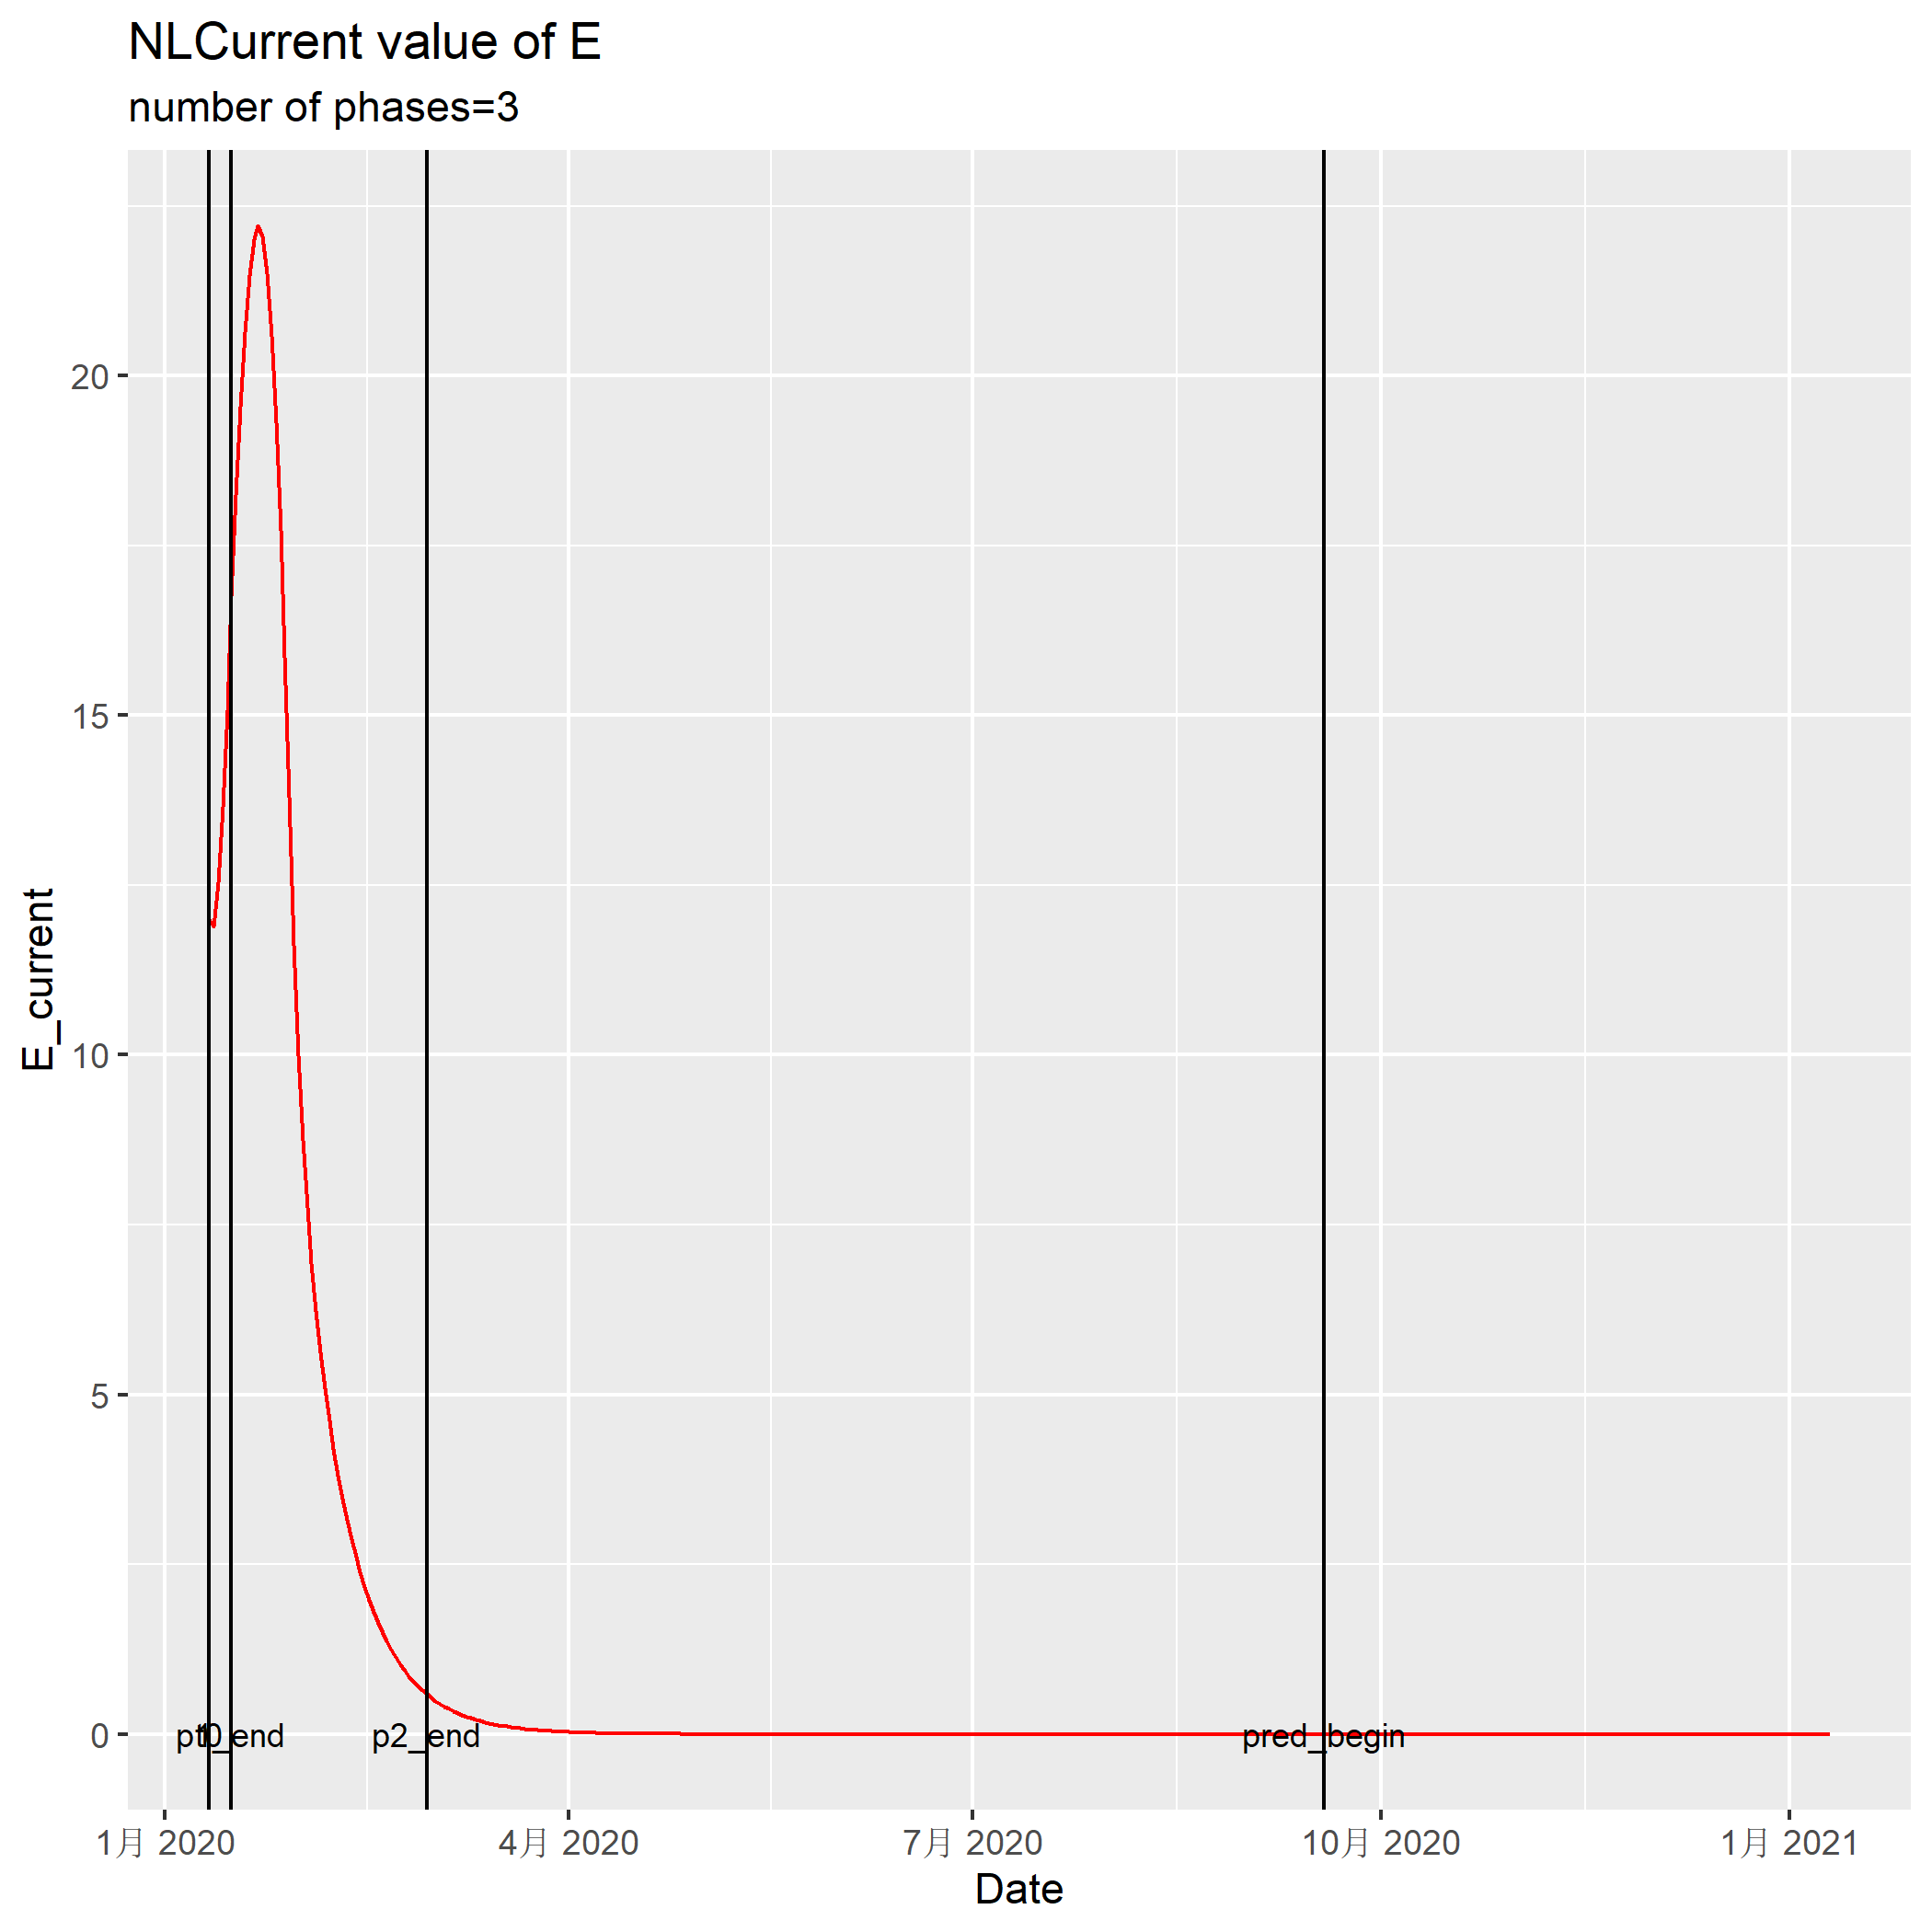 NLCurrent value of E
number of phases=3
E_current
20
15
10
5
0
p2_end
pred_begin
1月 2020
4月 2020
7月 2020
10月 2020
1月 2021
Date